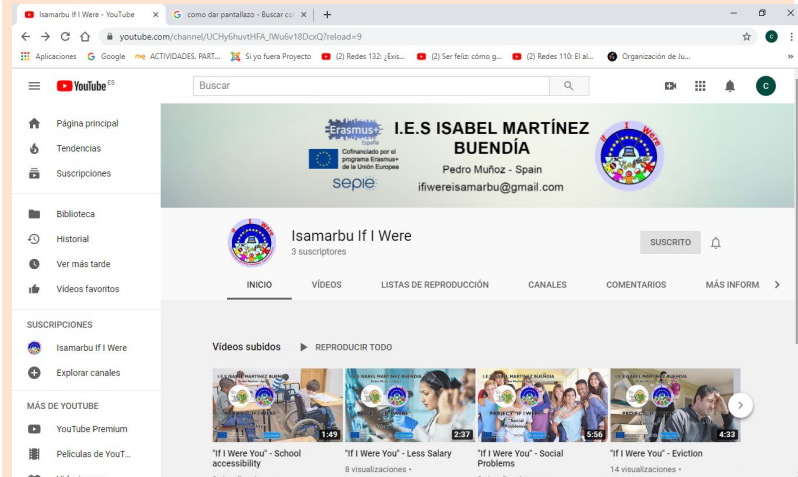 Isamarbu If I Were - YouTube
como dar pantallazo - Buscar co
youtube.com/channel/UCHy6huvtHFA_IWu6v18DcxQ?reload=9
Aplicaciones
Google
ACTIVIDADES. PART...
Si yo fuera Proyecto
(2) Redes 132: ¿Exis...
(2) Ser feliz: cómo g...
(2) Redes 110: El al...
Organización de Ju...
YouTube ES
Buscar
C
Página principal
Tendencias
Suscripciones
Biblioteca
Historial
Ver más tarde
Vídeos favoritos
SUSCRIPCIONES
Isamarbu If I Were
Explorar canales
MÁS DE YOUTUBE
YouTube Premium
Películas de YouT...
Erasmus+
España
Cofinanciado por el
programa Erasmus+
de la Unión Europea
sepie
I.E.S ISABEL MARTÍNEZ
BUENDÍA
Pedro Muñoz - Spain
ifiwereisamarbu@gmail.com
If I Were
Isamarbu If I Were
3 suscriptores
SUSCRITO
INICIO
VÍDEOS
LISTAS DE REPRODUCCIÓN
CANALES
COMENTARIOS
MÁS INFORM
Vídeos subidos
REPRODUCIR TODO
1:49
"If I Were You" - School
accessibility
2:37
"If I Were You" - Less Salary
8 visualizaciones •
5:56
"If I Were You" - Social
Problems
4:33
"If I Were You" - Eviction
14 visualizaciones •